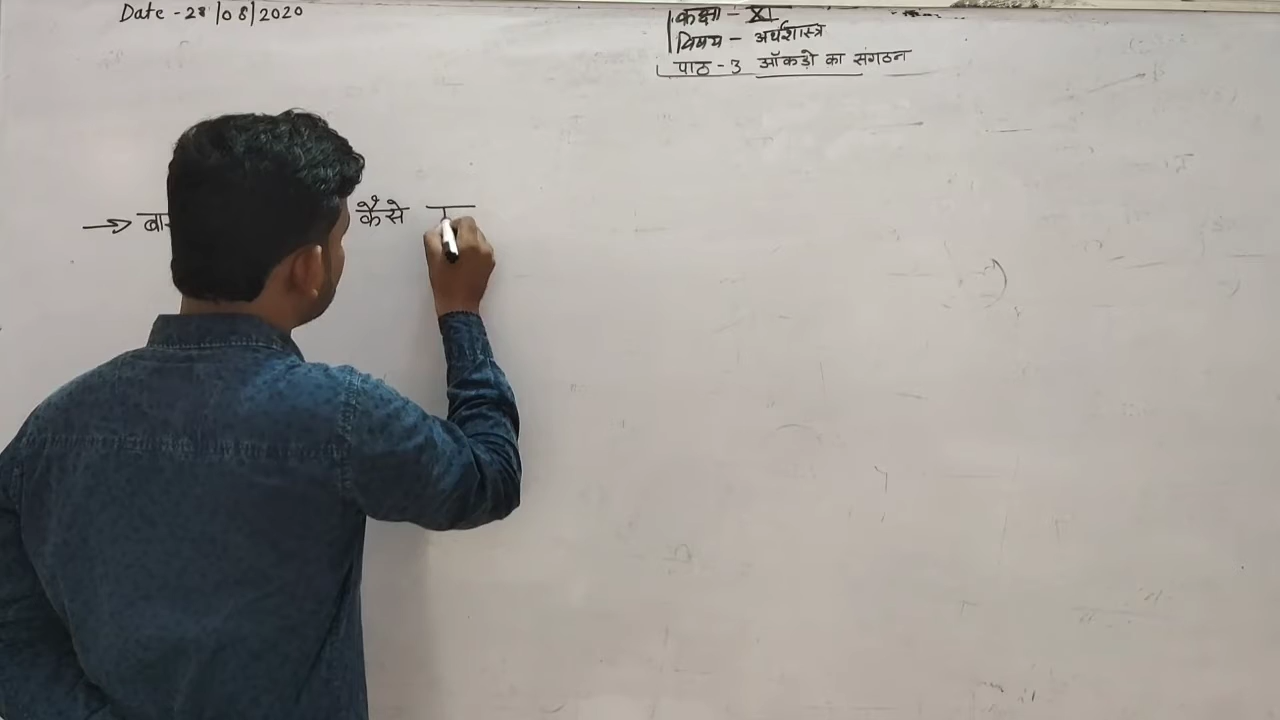 Date - 28/08/2020
कक्षा - XI
विषय - अर्थशास्त्र
पाठ - 3 आँकड़ो का संगठन
→ कैसे